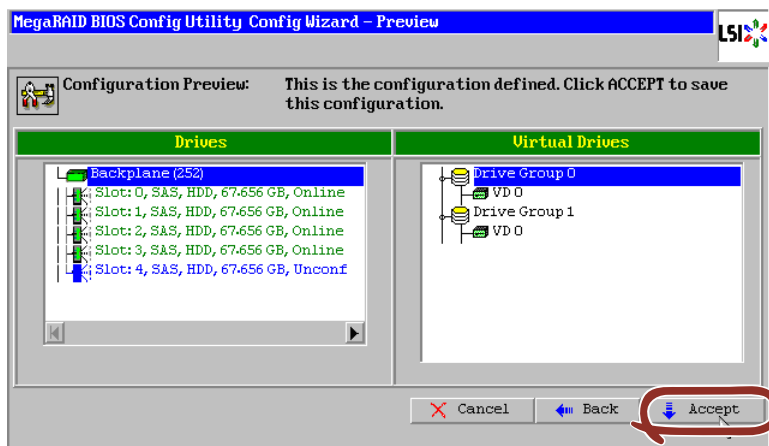 MegaRAID BIOS Config Utility Config Wizard – Preview
LSI
Configuration Preview: This is the configuration defined. Click ACCEPT to save
this configuration.
Drives
Backplane (252)
Slot: 0, SAS, HDD, 67.656 GB, Online
Slot: 1, SAS, HDD, 67.656 GB, Online
Slot: 2, SAS, HDD, 67.656 GB, Online
Slot: 3, SAS, HDD, 67.656 GB, Online
Slot: 4, SAS, HDD, 67.656 GB, Unconf
Virtual Drives
Drive Group 0
VD 0
Drive Group 1
VD 0
Cancel
Back
Accept